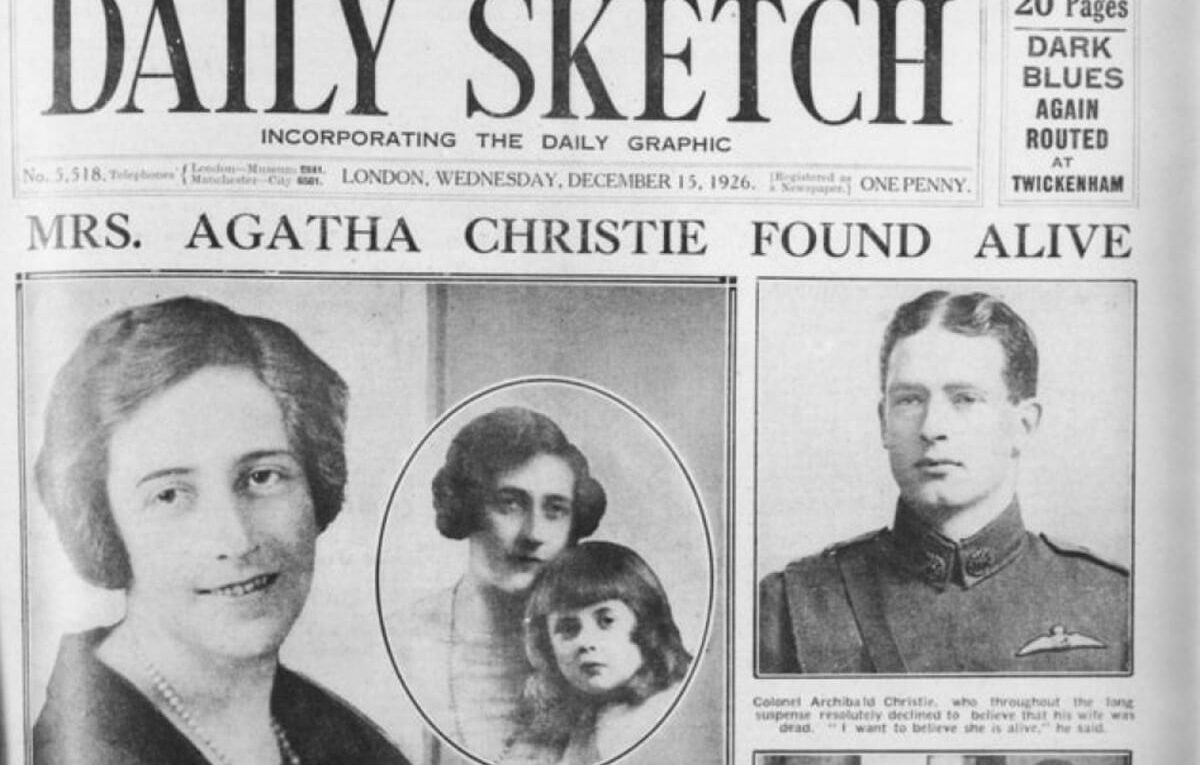 DAILY SKETCH
INCORPORATING THE DAILY GRAPHIC
No. 5,518. Telephones { London—Museum 9841. Manchester—City 6501. LONDON, WEDNESDAY, DECEMBER 15, 1926. [Registered as a Newspaper.] ONE PENNY.
20 Pages
DARK
BLUES
AGAIN
ROUTED
AT
TWICKENHAM
MRS. AGATHA CHRISTIE FOUND ALIVE
Colonel Archibald Christie, who throughout the long
suspense resolutely declined to believe that his wife was
dead. "I want to believe she is alive," he said.